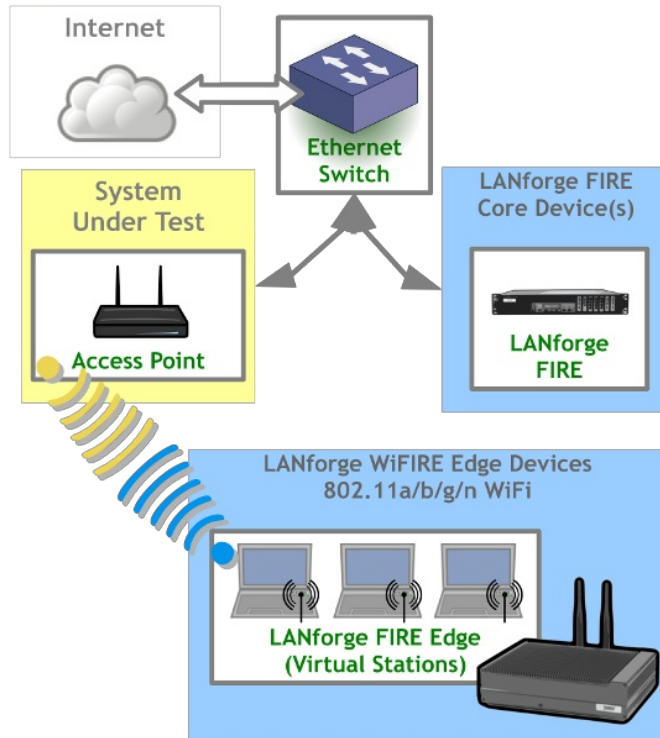 Internet
Ethernet
Switch
System
Under Test
Access Point
LANforge FIRE
Core Device(s)
LANforge
FIRE
LANforge WiFIRE Edge Devices
802.11a/b/g/n WiFi
LANforge FIRE Edge
(Virtual Stations)